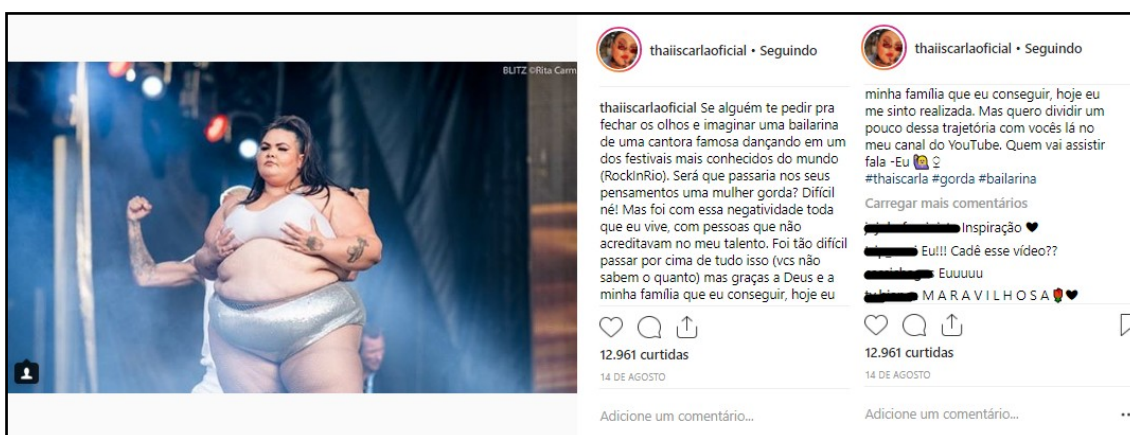 BLITZ ©Rita Carm
thaiiscarlaoficial • Seguindo
thaiiscarlaoficial Se alguém te pedir pra
fechar os olhos e imaginar uma bailarina
de uma cantora famosa dançando em um
dos festivais mais conhecidos do mundo
(RockInRio). Será que passaria nos seus
pensamentos uma mulher gorda? Difícil
né! Mas foi com essa negatividade toda
que eu vive, com pessoas que não
acreditavam no meu talento. Foi tão difícil
passar por cima de tudo isso (vcs não
sabem o quanto) mas graças a Deus e a
minha família que eu conseguir, hoje eu
12.961 curtidas
14 DE AGOSTO
Adicione um comentário...
thaiiscarlaoficial • Seguindo
minha família que eu conseguir, hoje eu
me sinto realizada. Mas quero dividir um
pouco dessa trajetória com vocês lá no
meu canal do YouTube. Quem vai assistir
fala -Eu 🙋♀
#thaiscarla #gorda #bailarina
Carregar mais comentários
Inspiração ♥
Eu!!! Cadê esse vídeo??
Euuuuu
M A R A V I L H O S A🌹♥
12.961 curtidas
14 DE AGOSTO
Adicione um comentário...